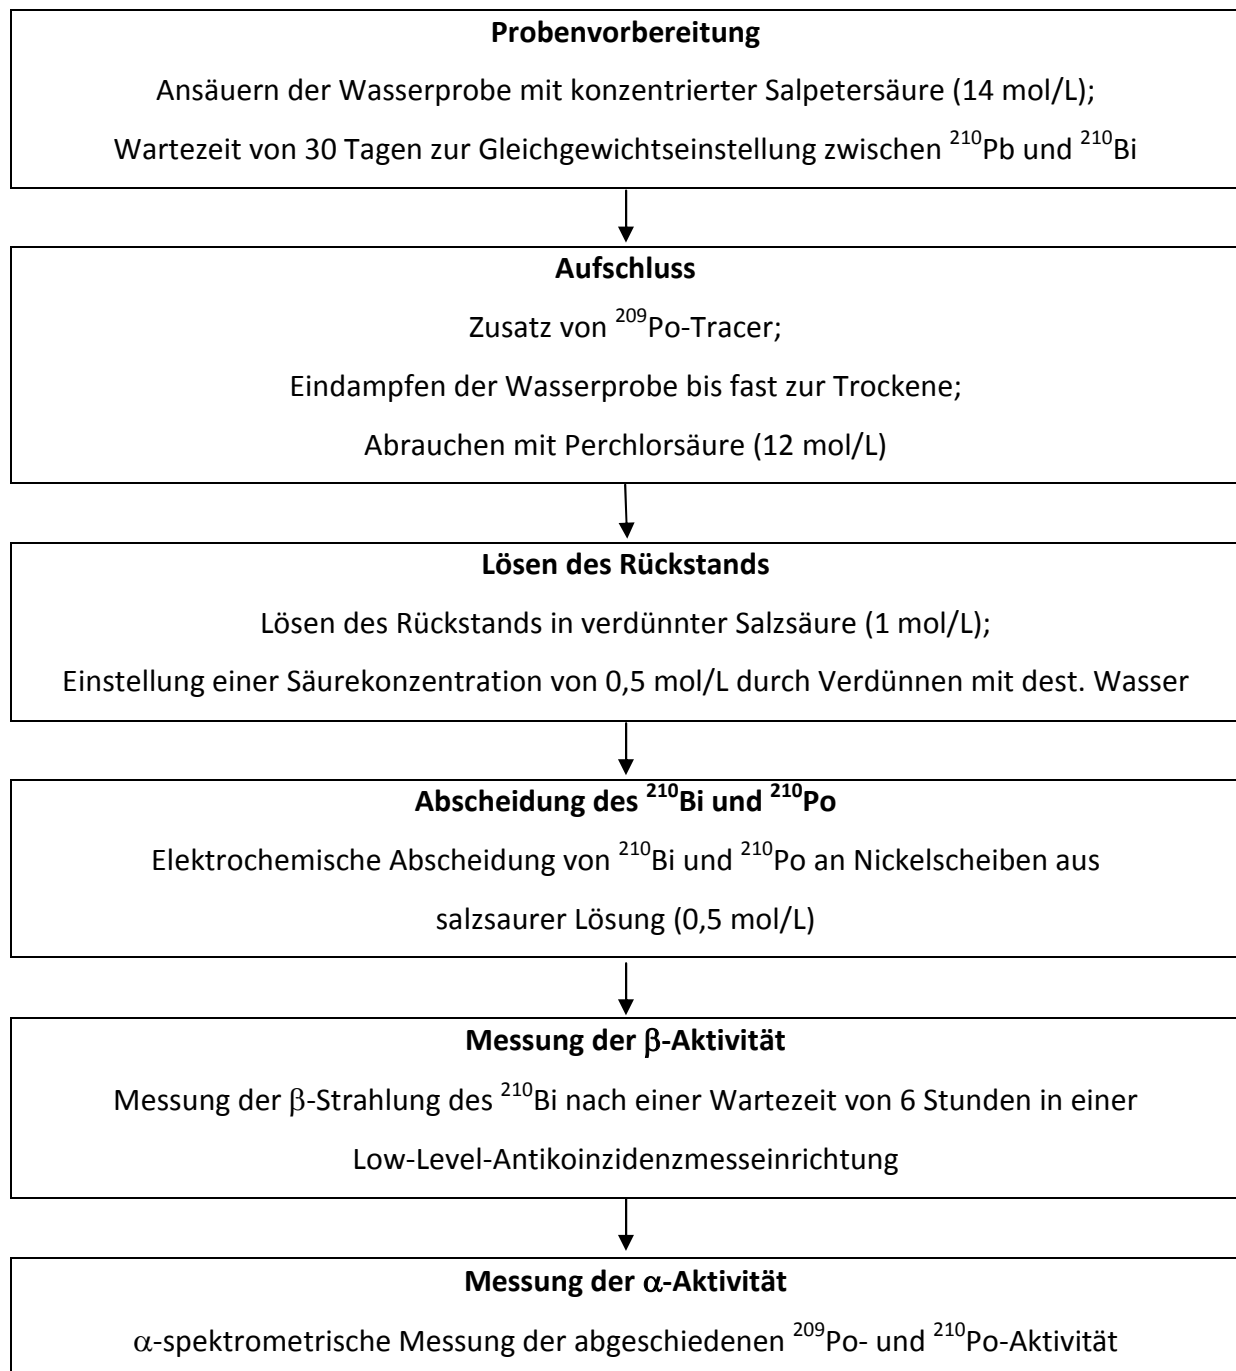 Probenvorbereitung
Ansäuern der Wasserprobe mit konzentrierter Salpetersäure (14 mol/L);
Wartezeit von 30 Tagen zur Gleichgewichtseinstellung zwischen ²¹⁰Pb und ²¹⁰Bi
Aufschluss
Zusatz von ²⁰⁹Po-Tracer;
Eindampfen der Wasserprobe bis fast zur Trockene;
Abrauchen mit Perchlorsäure (12 mol/L)
Lösen des Rückstands
Lösen des Rückstands in verdünnter Salzsäure (1 mol/L);
Einstellung einer Säurekonzentration von 0,5 mol/L durch Verdünnen mit dest. Wasser
Abscheidung des ²¹⁰Bi und ²¹⁰Po
Elektrochemische Abscheidung von ²¹⁰Bi und ²¹⁰Po an Nickelscheiben aus
salzsaurer Lösung (0,5 mol/L)
Messung der β-Aktivität
Messung der β-Strahlung des ²¹⁰Bi nach einer Wartezeit von 6 Stunden in einer
Low-Level-Antikoinzidenzmesseinrichtung
Messung der α-Aktivität
α-spektrometrische Messung der abgeschiedenen ²⁰⁹Po- und ²¹⁰Po-Aktivität